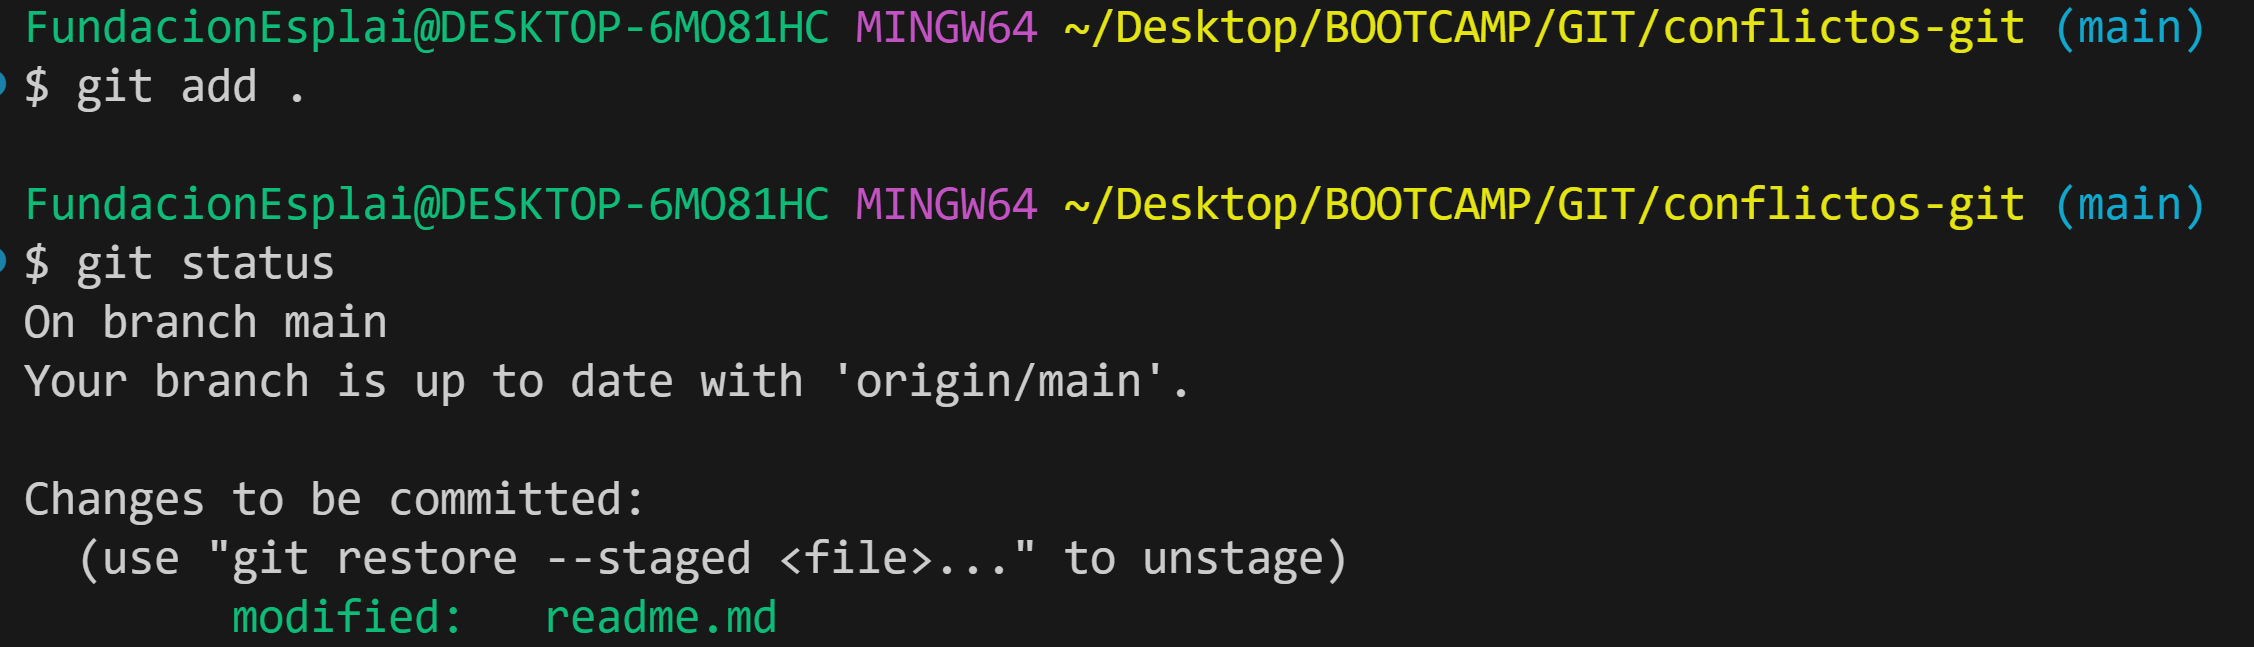 FundacionEsplai@DESKTOP-6MO81HC MINGW64 ~/Desktop/BOOTCAMP/GIT/conflictos-git (main)
$ git add .
FundacionEsplai@DESKTOP-6MO81HC MINGW64 ~/Desktop/BOOTCAMP/GIT/conflictos-git (main)
$ git status
On branch main
Your branch is up to date with 'origin/main'.
Changes to be committed:
  (use "git restore --staged <file>..." to unstage)
        modified:   readme.md